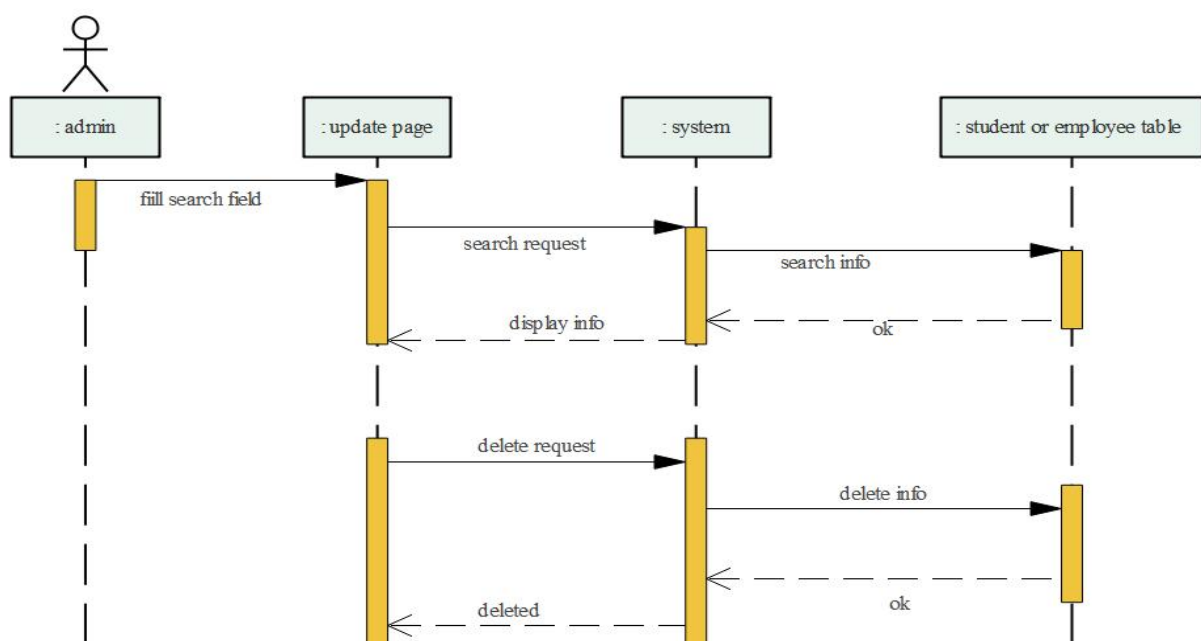 : admin
: update page
: system
: student or employee table
fiill search field
search request
search info
display info
ok
delete request
delete info
ok
deleted